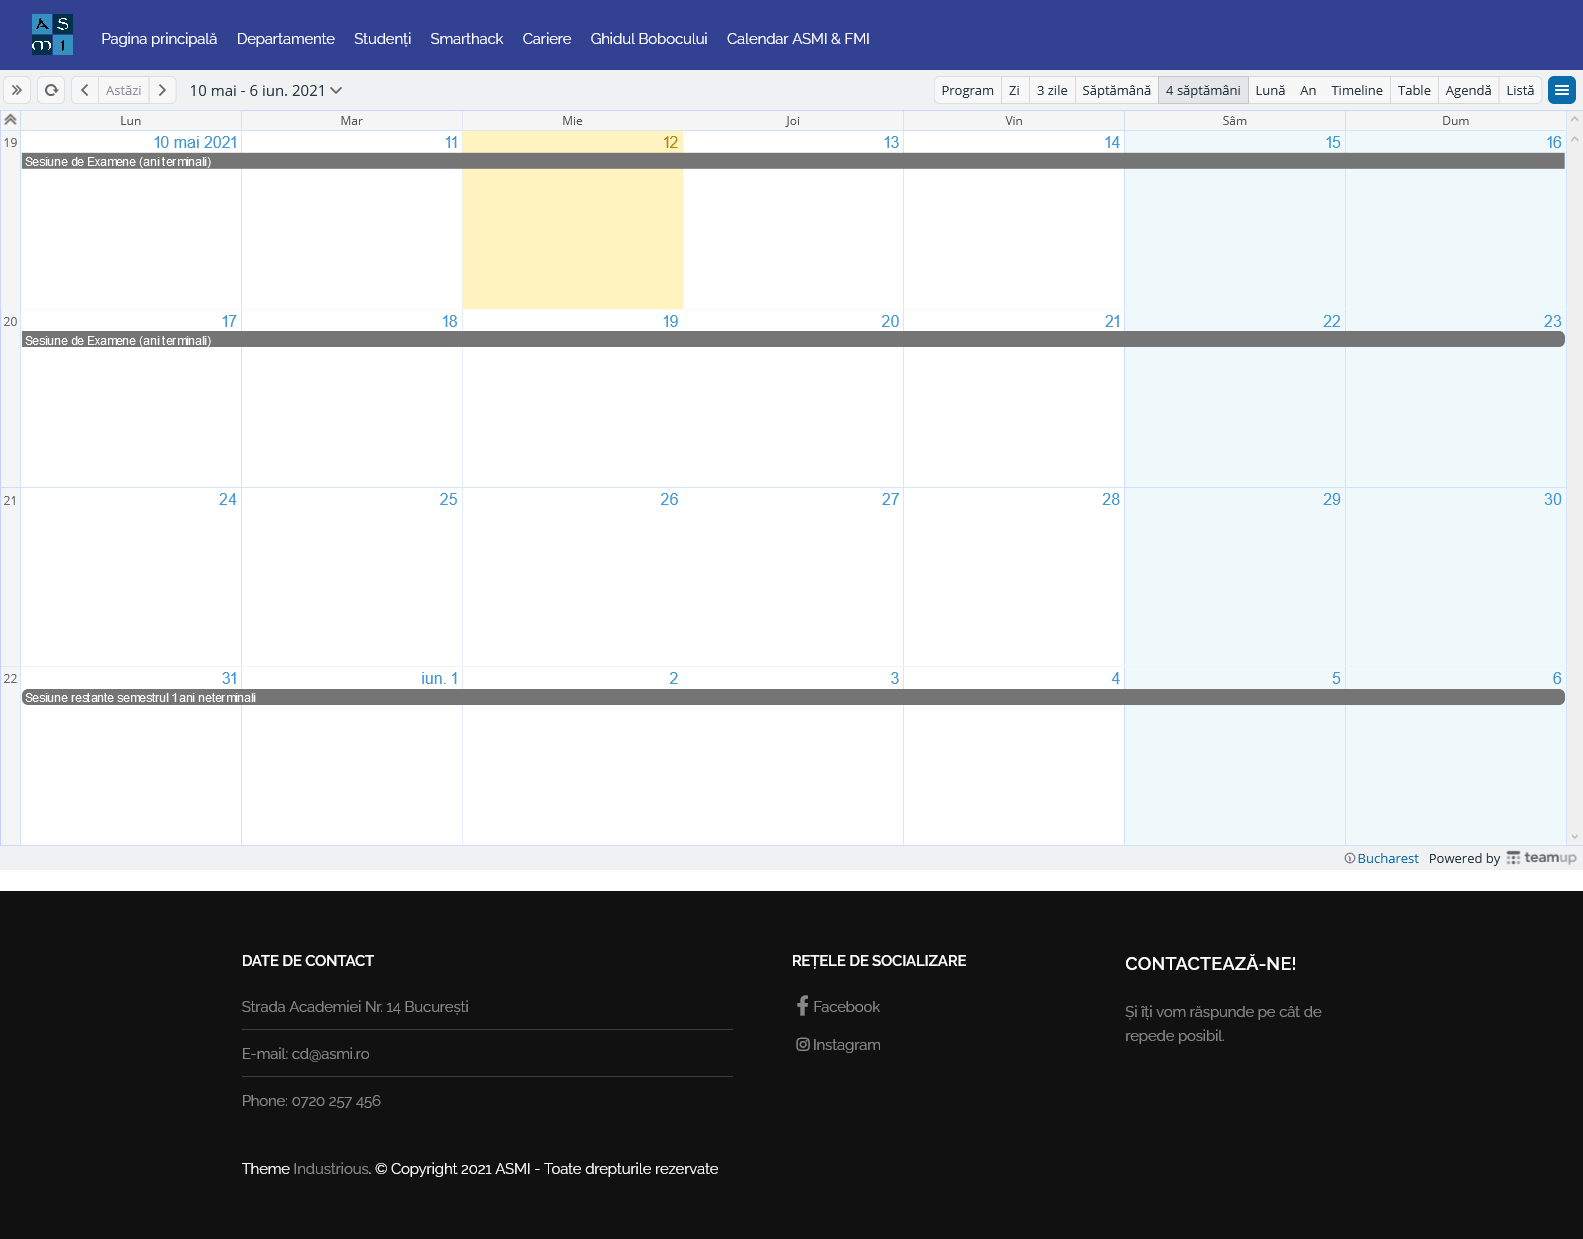 AS
m1
Pagina principală Departamente Studenți Smarthack Cariere Ghidul Bobocului Calendar ASMI & FMI
Astăzi 10 mai - 6 iun. 2021 Program Zi 3 zile Săptămână 4 săptămâni Lună An Timeline Table Agendă Listă
Lun Mar Mie Joi Vin Sâm Dum
19 10 mai 2021 11 12 13 14 15 16
Sesiune de Examene (ani terminali)
20 17 18 19 20 21 22 23
Sesiune de Examene (ani terminali)
21 24 25 26 27 28 29 30
22 31 iun. 1 2 3 4 5 6
Sesiune restante semestrul 1 ani neterminali
Bucharest Powered by teamup
DATE DE CONTACT
Strada Academiei Nr. 14 București
E-mail: cd@asmi.ro
Phone: 0720 257 456
REȚELE DE SOCIALIZARE
Facebook
Instagram
CONTACTEAZĂ-NE!
Și îți vom răspunde pe cât de
repede posibil.
Theme Industrious. © Copyright 2021 ASMI - Toate drepturile rezervate